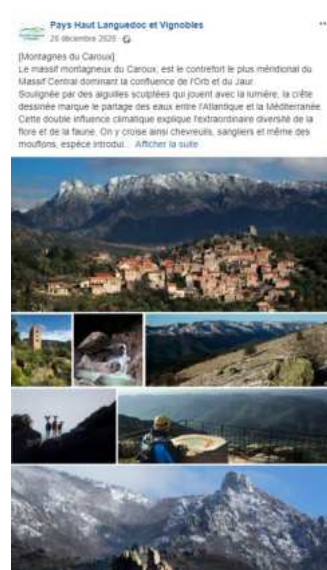 Pays Haut Languedoc et Vignobles
26 décembre 2020
[Montagnes du Caroux]
Le massif montagneux du Caroux, est le contrefort le plus méridional du
Massif Central dominant la confluence de l'Orb et du Jaur.
Soulignée par des aiguilles sculptées qui jouent avec la lumière, la crête
dessinée marque le partage des eaux entre l'Atlantique et la Méditerranée
Cette double influence climatique explique l'extraordinaire diversité de la
flore et de la faune. On y croise ainsi chevreuils, sangliers et même des
mouflons, espèce introdui... Afficher la suite